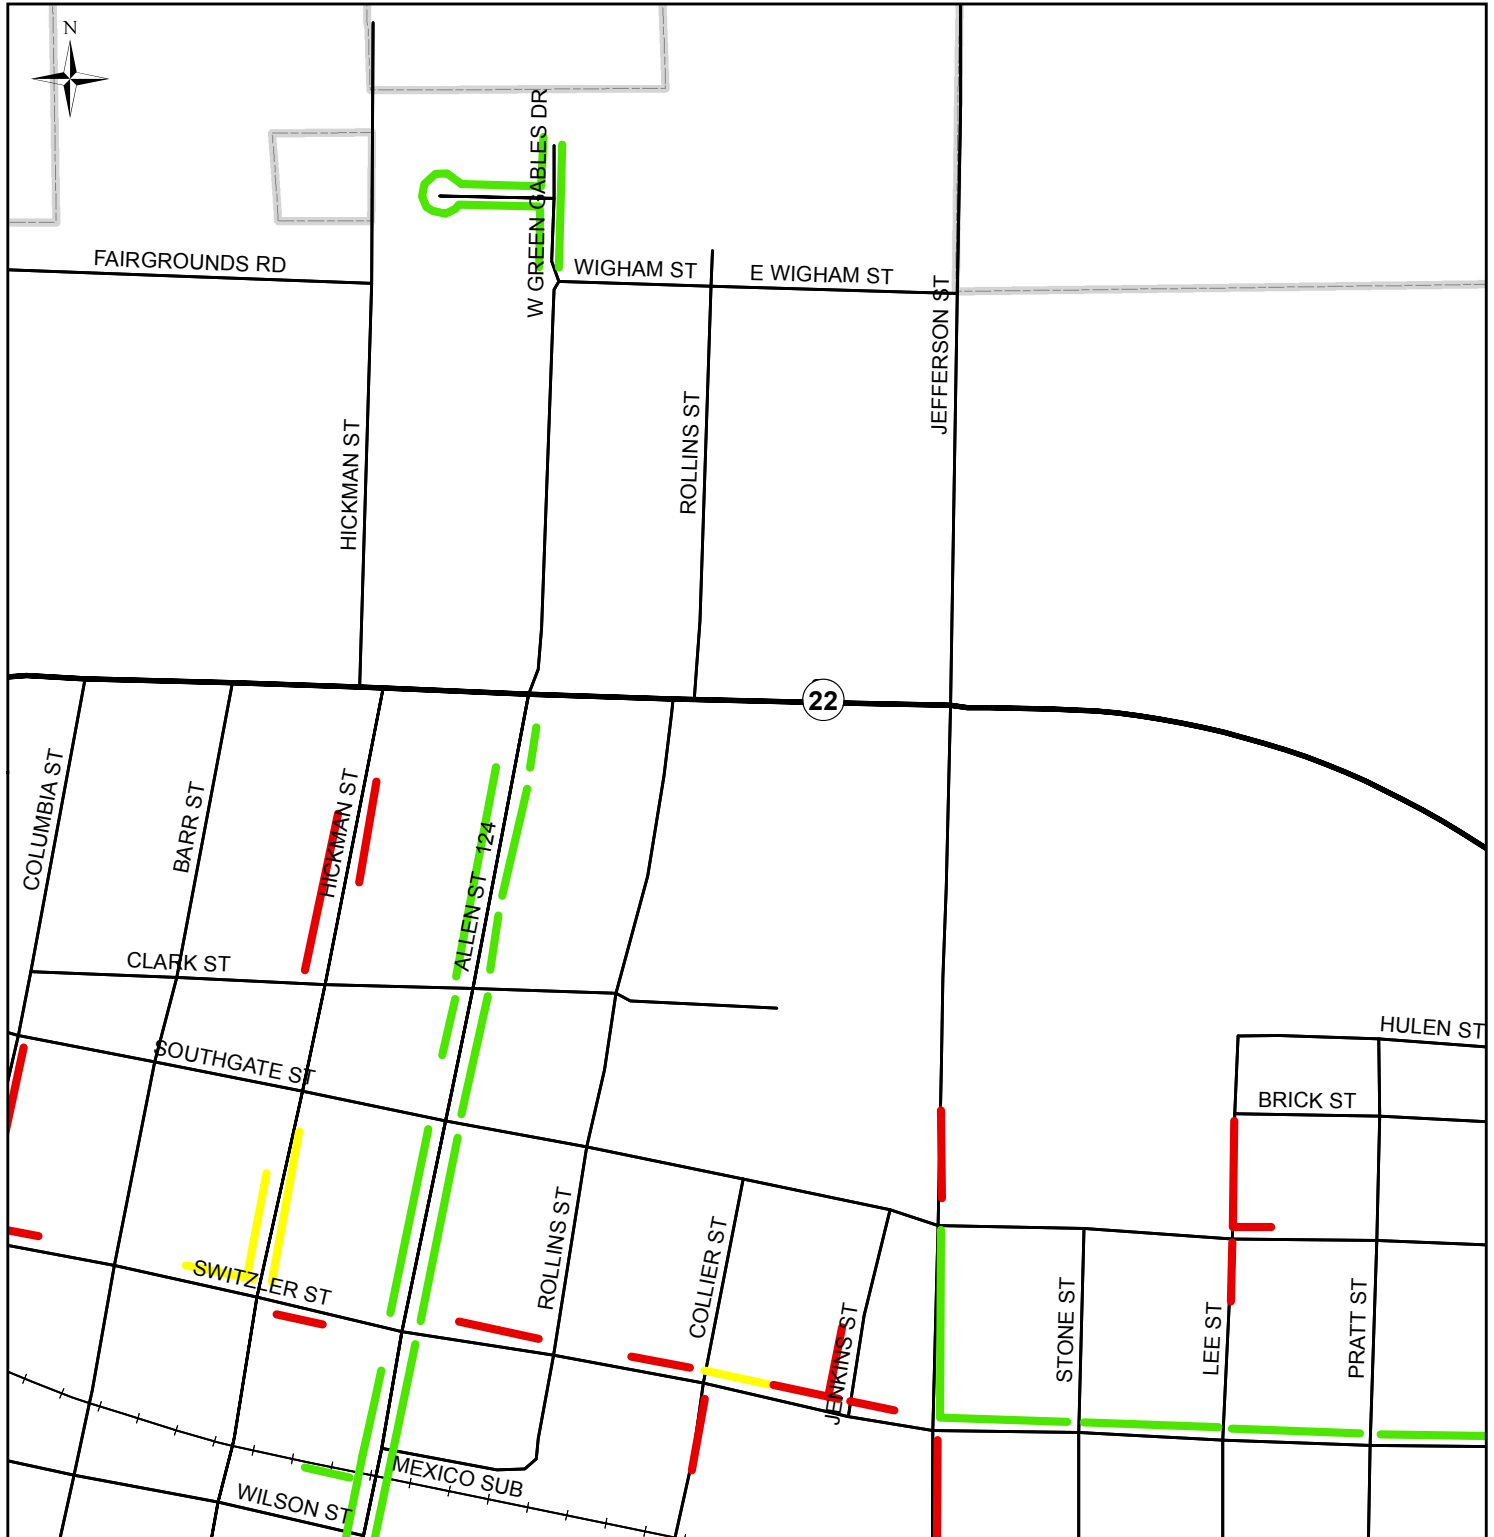 N
W GREEN GABLES DR
FAIRGROUNDS RD
WIGHAM ST
E WIGHAM ST
JEFFERSON ST
HICKMAN ST
ROLLINS ST
22
COLUMBIA ST
BARR ST
HICKMAN ST
ALLEN ST 124
CLARK ST
SOUTHGATE ST
HULEN ST
BRICK ST
SWITZLER ST
ROLLINS ST
COLLIER ST
JENKINS ST
STONE ST
LEE ST
PRATT ST
MEXICO SUB
WILSON ST